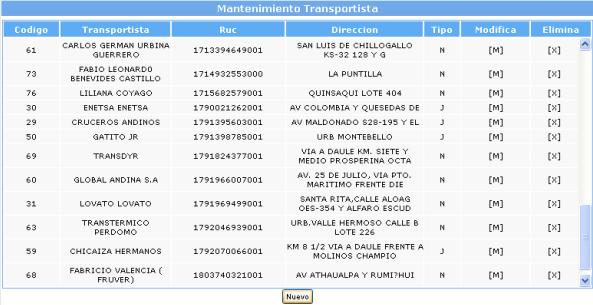 Mantenimiento Transportista
Codigo Transportista Ruc Direccion Tipo Modifica Elimina
61 CARLOS GERMAN URBINA GUERRERO 1713394649001 SAN LUIS DE CHILLOGALLO KS-32 128 Y G N [M] [X]
73 FABIO LEONARD0 BENEVIDES CASTILLO 1714932553000 LA PUNTILLA N [M] [X]
76 LILIANA COYAGO 1715682579001 QUINSAQUI LOTE 404 N [M] [X]
30 ENETSA ENETSA 1790021262001 AV COLOMBIA Y QUESEDAS DE J [M] [X]
29 CRUCEROS ANDINOS 1791395603001 AV MALDONADO S28-195 Y EL J [M] [X]
50 GATITO JR 1791398785001 URB MONTEBELLO J [M] [X]
69 TRANSDYR 1791824377001 VIA A DAULE KM. SIETE Y MEDIO PROSPERINA OCTA N [M] [X]
60 GLOBAL ANDINA S.A 1791966007001 AV. 25 DE JULIO, VIA PTO. MARITIMO FRENTE DIE N [M] [X]
31 LOVATO LOVATO 1791969499001 SANTA RITA,CALLE ALOAG OES-354 Y ALFARO ESCUD N [M] [X]
63 TRANSTERMICO PERDOMO 1792046939001 URB.VALLE HERMOSO CALLE B LOTE 226 N [M] [X]
59 CHICAIZA HERMANOS 1792070066001 KM 8 1/2 VIA A DAULE FRENTE A MOLINOS CHAMPIO J [M] [X]
68 FABRICIO VALENCIA ( FRUVER) 1803740321001 AV ATHAUALPA Y RUMI?HUI N [M] [X]
Nuevo